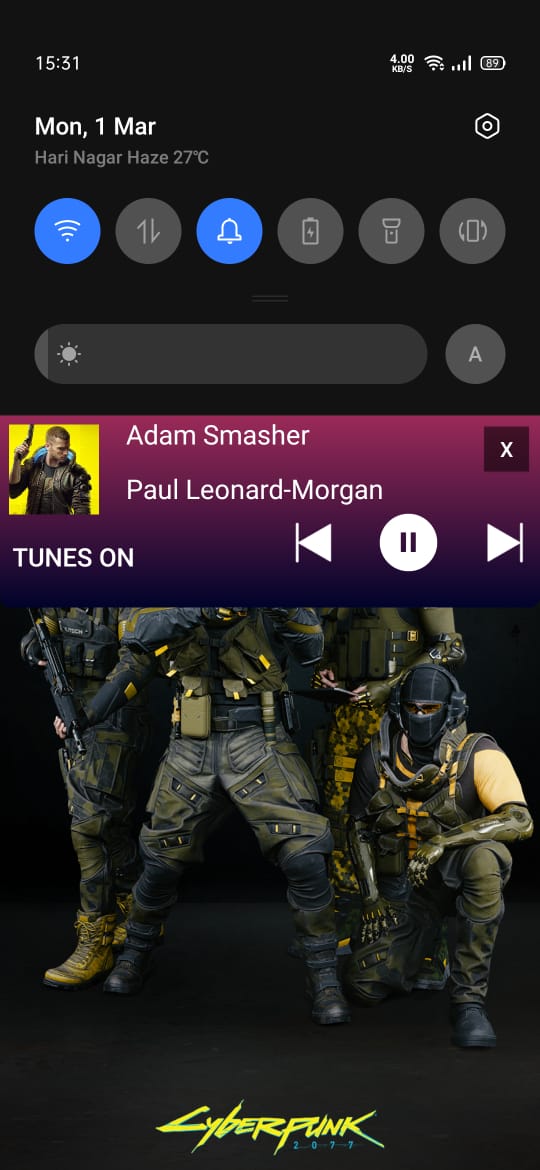 15:31
4.00
KB/S
89
Mon, 1 Mar
Hari Nagar Haze 27°C
A
Adam Smasher
X
Paul Leonard-Morgan
TUNES ON
CYBERPUNK
2077